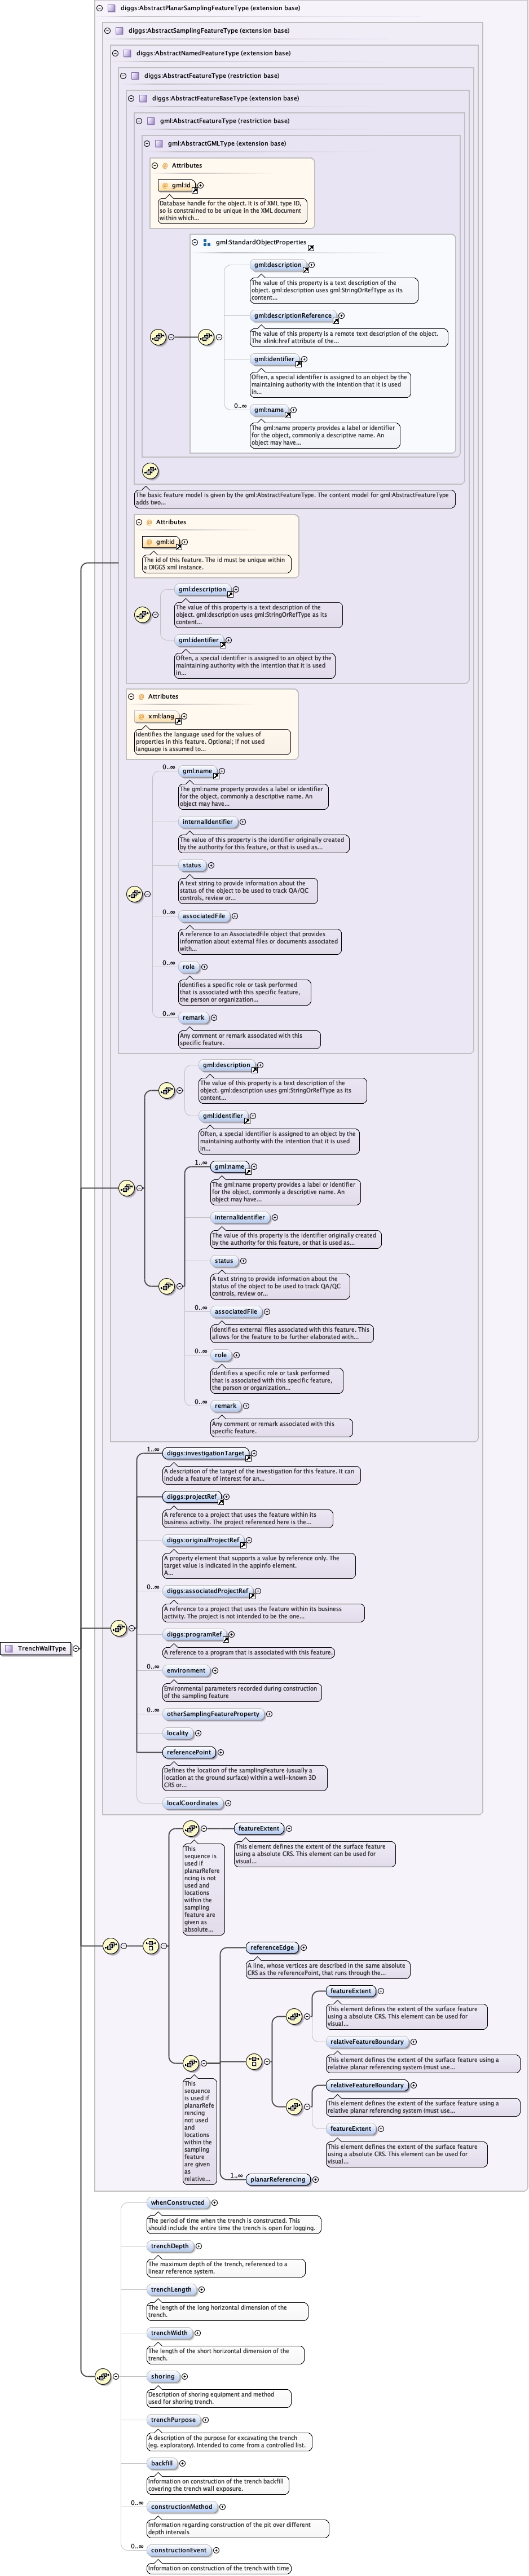 diggs:AbstractPlanarSamplingFeatureType (extension base)
diggs:AbstractSamplingFeatureType (extension base)
diggs:AbstractNamedFeatureType (extension base)
diggs:AbstractFeatureType (restriction base)
diggs:AbstractFeatureBaseType (extension base)
gml:AbstractFeatureType (restriction base)
gml:AbstractGMLType (extension base)
Attributes
gml:id
Database handle for the object. It is of XML type ID,
so is constrained to be unique in the XML document
within which...
gml:StandardObjectProperties
gml:description
The value of this property is a text description of the
object. gml:description uses gml:StringOrRefType as its
content...
gml:descriptionReference
The value of this property is a remote text description of the object.
The xlink:href attribute of the...
gml:identifier
Often, a special identifier is assigned to an object by the
maintaining authority with the intention that it is used
in...
0..∞
gml:name
The gml:name property provides a label or identifier
for the object, commonly a descriptive name. An
object may have...
The basic feature model is given by the gml:AbstractFeatureType. The content model for gml:AbstractFeatureType
adds two...
Attributes
gml:id
The id of this feature. The id must be unique within
a DIGGS xml instance.
gml:description
The value of this property is a text description of the
object. gml:description uses gml:StringOrRefType as its
content...
gml:identifier
Often, a special identifier is assigned to an object by the
maintaining authority with the intention that it is used
in...
Attributes
xml:lang
Identifies the language used for the values of
properties in this feature. Optional; if not used
language is assumed to...
0..∞
gml:name
The gml:name property provides a label or identifier
for the object, commonly a descriptive name. An
object may have...
internalIdentifier
The value of this property is the identifier originally created
by the authority for this feature, or that is used as...
status
A text string to provide information about the
status of the object to be used to track QA/QC
controls, review or...
0..∞
associatedFile
A reference to an AssociatedFile object that provides
information about external files or documents associated
with...
0..∞
role
Identifies a specific role or task performed
that is associated with this specific feature,
the person or organization...
0..∞
remark
Any comment or remark associated with this
specific feature.
gml:description
The value of this property is a text description of the
object. gml:description uses gml:StringOrRefType as its
content...
gml:identifier
Often, a special identifier is assigned to an object by the
maintaining authority with the intention that it is used
in...
1..∞
gml:name
The gml:name property provides a label or identifier
for the object, commonly a descriptive name. An
object may have...
internalIdentifier
The value of this property is the identifier originally created
by the authority for this feature, or that is used as...
status
A text string to provide information about the
status of the object to be used to track QA/QC
controls, review or...
0..∞
associatedFile
Identifies external files associated with this feature. This
allows for the feature to be further elaborated with...
0..∞
role
Identifies a specific role or task performed
that is associated with this specific feature,
the person or organization...
0..∞
remark
Any comment or remark associated with this
specific feature.
1..∞
diggs:investigationTarget
A description of the target of the investigation for this feature. It can
include a feature of interest for an...
diggs:projectRef
A reference to a project that uses the feature within its
business activity. The project referenced here is the...
diggs:originalProjectRef
A property element that supports a value by reference only. The
target value is indicated in the appinfo element.
A...
0..∞
diggs:associatedProjectRef
A reference to a project that uses the feature within its business
activity. The project is not intended to be the one...
diggs:programRef
A reference to a program that is associated with this feature.
0..∞
environment
Environmental parameters recorded during construction
of the sampling feature
0..∞
otherSamplingFeatureProperty
locality
referencePoint
Defines the location of the samplingFeature (usually a
location at the ground surface) within a well-known 3D
CRS or...
localCoordinates
TrenchWallType
This
sequence is
used if
planarRefere
ncing is not
used and
locations
within the
sampling
feature are
given as
absolute...
featureExtent
This element defines the extent of the surface feature
using a absolute CRS. This element can be used for
visual...
referenceEdge
A line, whose vertices are described in the same absolute
CRS as the referencePoint, that runs through the...
featureExtent
This element defines the extent of the surface feature
using a absolute CRS. This element can be used for
visual...
relativeFeatureBoundary
This element defines the extent of the surface feature using a
relative planar referencing system (must use...
relativeFeatureBoundary
This element defines the extent of the surface feature using a
relative planar referencing system (must use...
featureExtent
This element defines the extent of the surface feature
using a absolute CRS. This element can be used for
visual...
This
sequence
is used if
planarRefe
rencing
not used
and
locations
within the
sampling
feature
are given
as
relative...
1..∞
planarReferencing
whenConstructed
The period of time when the trench is constructed. This
should include the entire time the trench is open for logging.
trenchDepth
The maximum depth of the trench, referenced to a
linear reference system.
trenchLength
The length of the long horizontal dimension of the
trench.
trenchWidth
The length of the short horizontal dimension of the
trench.
shoring
Description of shoring equipment and method
used for shoring trench.
trenchPurpose
A description of the purpose for excavating the trench
(eg. exploratory). Intended to come from a controlled list.
backfill
Information on construction of the trench backfill
covering the trench wall exposure.
0..∞
constructionMethod
Information regarding construction of the pit over different
depth intervals
0..∞
constructionEvent
Information on construction of the trench with time